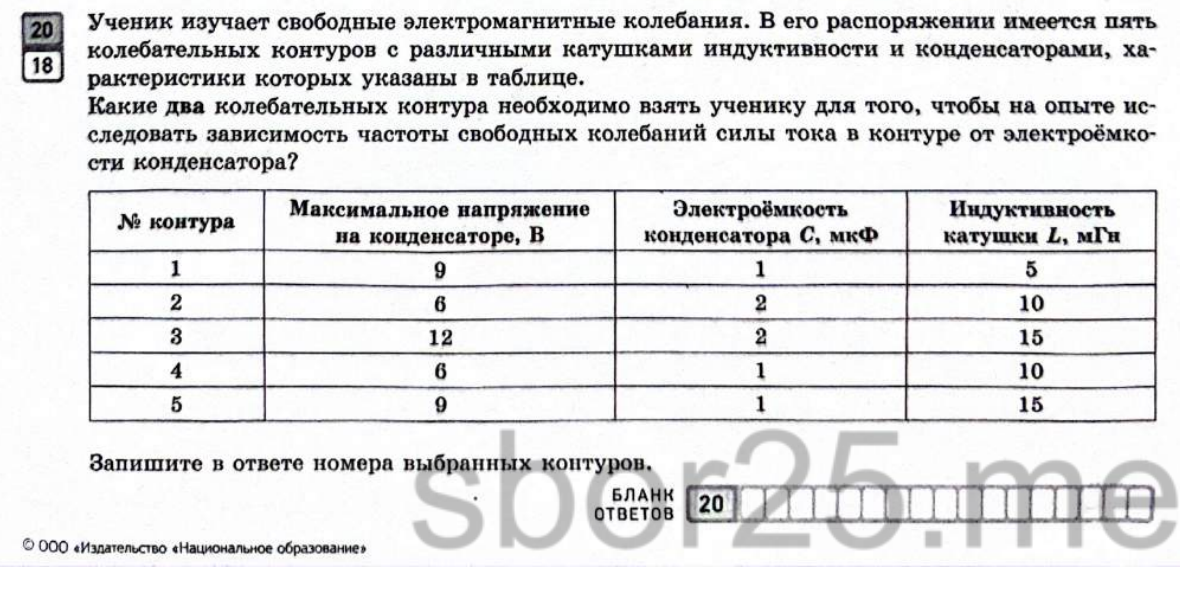 20
18
Ученик изучает свободные электромагнитные колебания. В его распоряжении имеется пять
колебательных контуров с различными катушками индуктивности и конденсаторами, ха-
рактеристики которых указаны в таблице.
Какие два колебательных контура необходимо взять ученику для того, чтобы на опыте ис-
следовать зависимость частоты свободных колебаний силы тока в контуре от электроёмко-
сти конденсатора?
№ контура Максимальное напряжение на конденсаторе, В Электроёмкость конденсатора C, мкФ Индуктивность катушки L, мГн
1 9 1 5
2 6 2 10
3 12 2 15
4 6 1 10
5 9 1 15
Запишите в ответе номера выбранных контуров.
БЛАНК
ОТВЕТОВ
20
sbor25.me
© ООО «Издательство «Национальное образование»